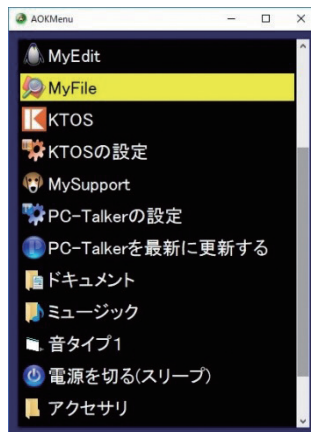 AOKMenu
MyEdit
MyFile
KTOS
KTOSの設定
MySupport
PC-Talkerの設定
PC-Talkerを最新に更新する
ドキュメント
ミュージック
音タイプ1
電源を切る(スリープ)
アクセサリ